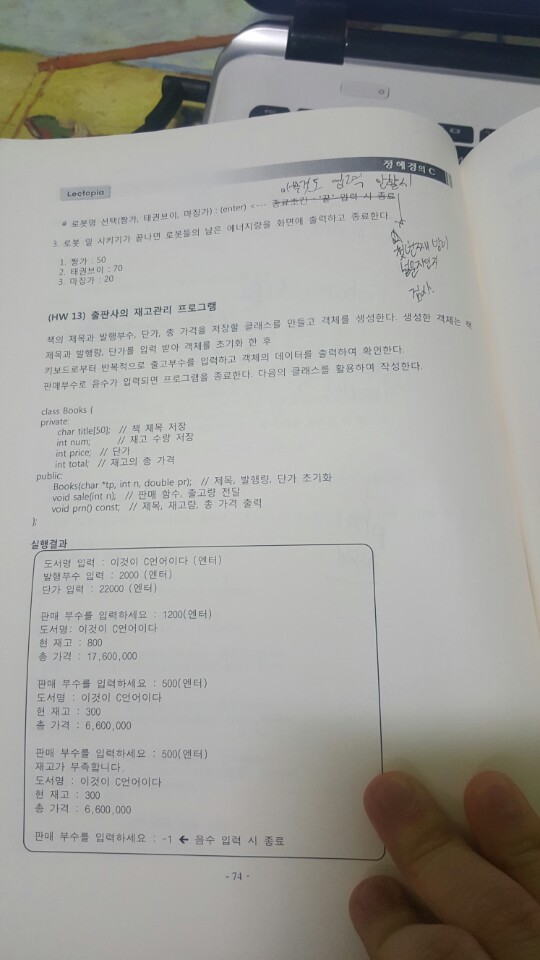 정혜경의 C
Lectopia
아무것도 입력 안할시
# 로봇명 선택(짱가, 태권브이, 마징가) : (enter) <--- 종료조건 - '끝' 입력 시 종료
3. 로봇 일 시키기가 끝나면 로봇들의 남은 에너지량을 화면에 출력하고 종료한다.
1. 짱가 : 50
2. 태권브이 : 70
3. 마징가 : 20
검사.
(HW 13) 출판사의 재고관리 프로그램
책의 제목과 발행부수, 단가, 총 가격을 저장할 클래스를 만들고 객체를 생성한다. 생성한 객체는 책
제목과 발행량, 단가를 입력 받아 객체를 초기화 한 후
키보드로부터 반복적으로 출고부수를 입력하고 객체의 데이터를 출력하여 확인한다.
판매부수로 음수가 입력되면 프로그램을 종료한다. 다음의 클래스를 활용하여 작성한다.
class Books {
private:
char title[50]; // 책 제목 저장
int num; // 재고 수량 저장
int price; // 단가
int total; // 재고의 총 가격
public:
Books(char *tp, int n, double pr); // 제목, 발행량, 단가 초기화
void sale(int n); // 판매 함수, 출고량 전달
void prn() const; // 제목, 재고량, 총 가격 출력
};
실행결과
도서명 입력 : 이것이 C언어이다 (엔터)
발행부수 입력 : 2000 (엔터)
단가 입력 : 22000 (엔터)
판매 부수를 입력하세요 : 1200(엔터)
도서명: 이것이 C언어이다
현 재고 : 800
총 가격 : 17,600,000
판매 부수를 입력하세요 : 500(엔터)
도서명 : 이것이 C언어이다
현 재고 : 300
총 가격 : 6,600,000
판매 부수를 입력하세요 : 500(엔터)
재고가 부족합니다.
도서명 : 이것이 C언어이다
현 재고 : 300
총 가격 : 6,600,000
판매 부수를 입력하세요 : -1 ← 음수 입력 시 종료
- 74 -